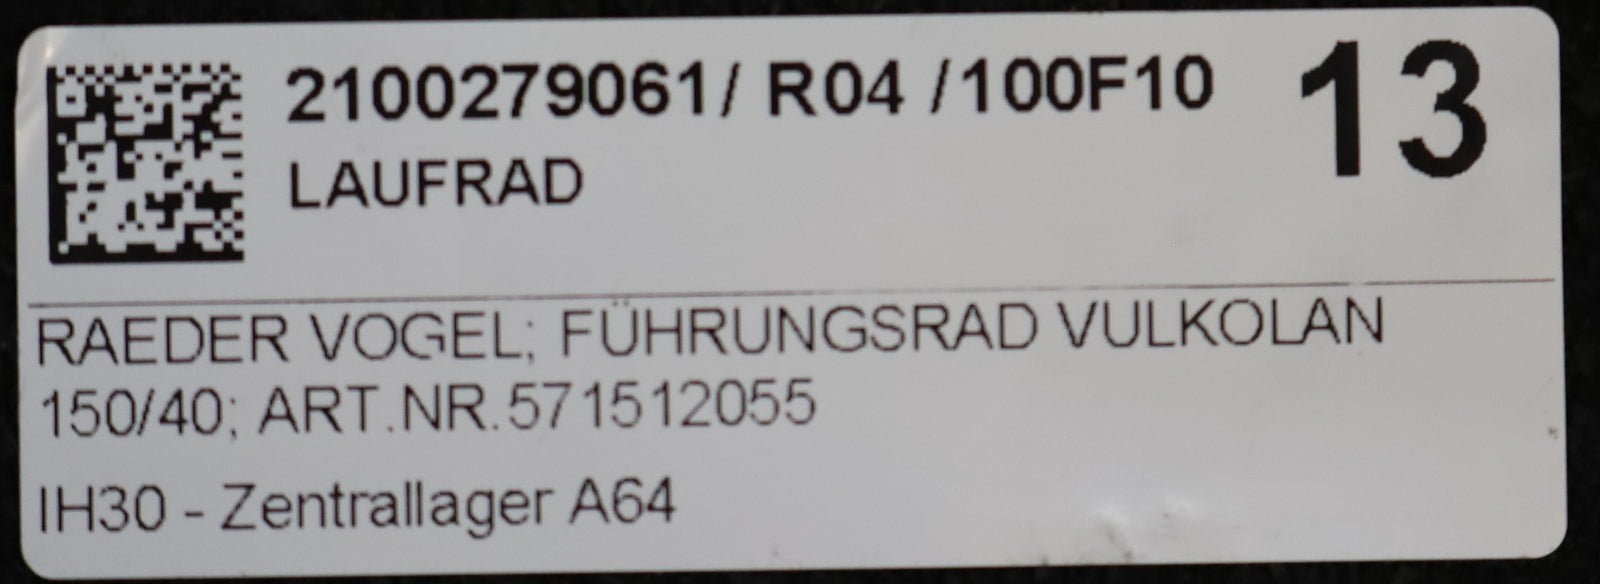 2100279061/ R04 /100F10
13
LAUFRAD
RAEDER VOGEL; FÜHRUNGSRAD VULKOLAN
150/40; ART.NR.571512055
IH30 - Zentrallager A64